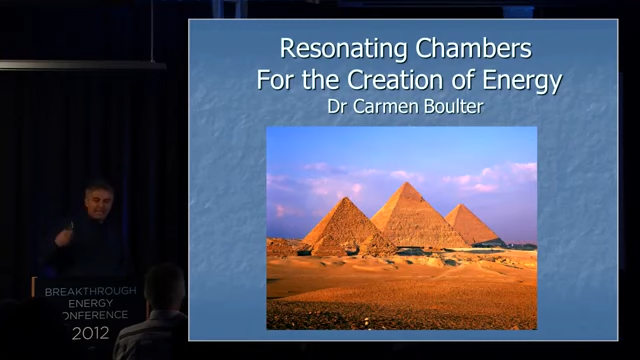 Resonating Chambers
For the Creation of Energy
Dr Carmen Boulter
BREAKTHROUGH
ENERGY
CONFERENCE
2012